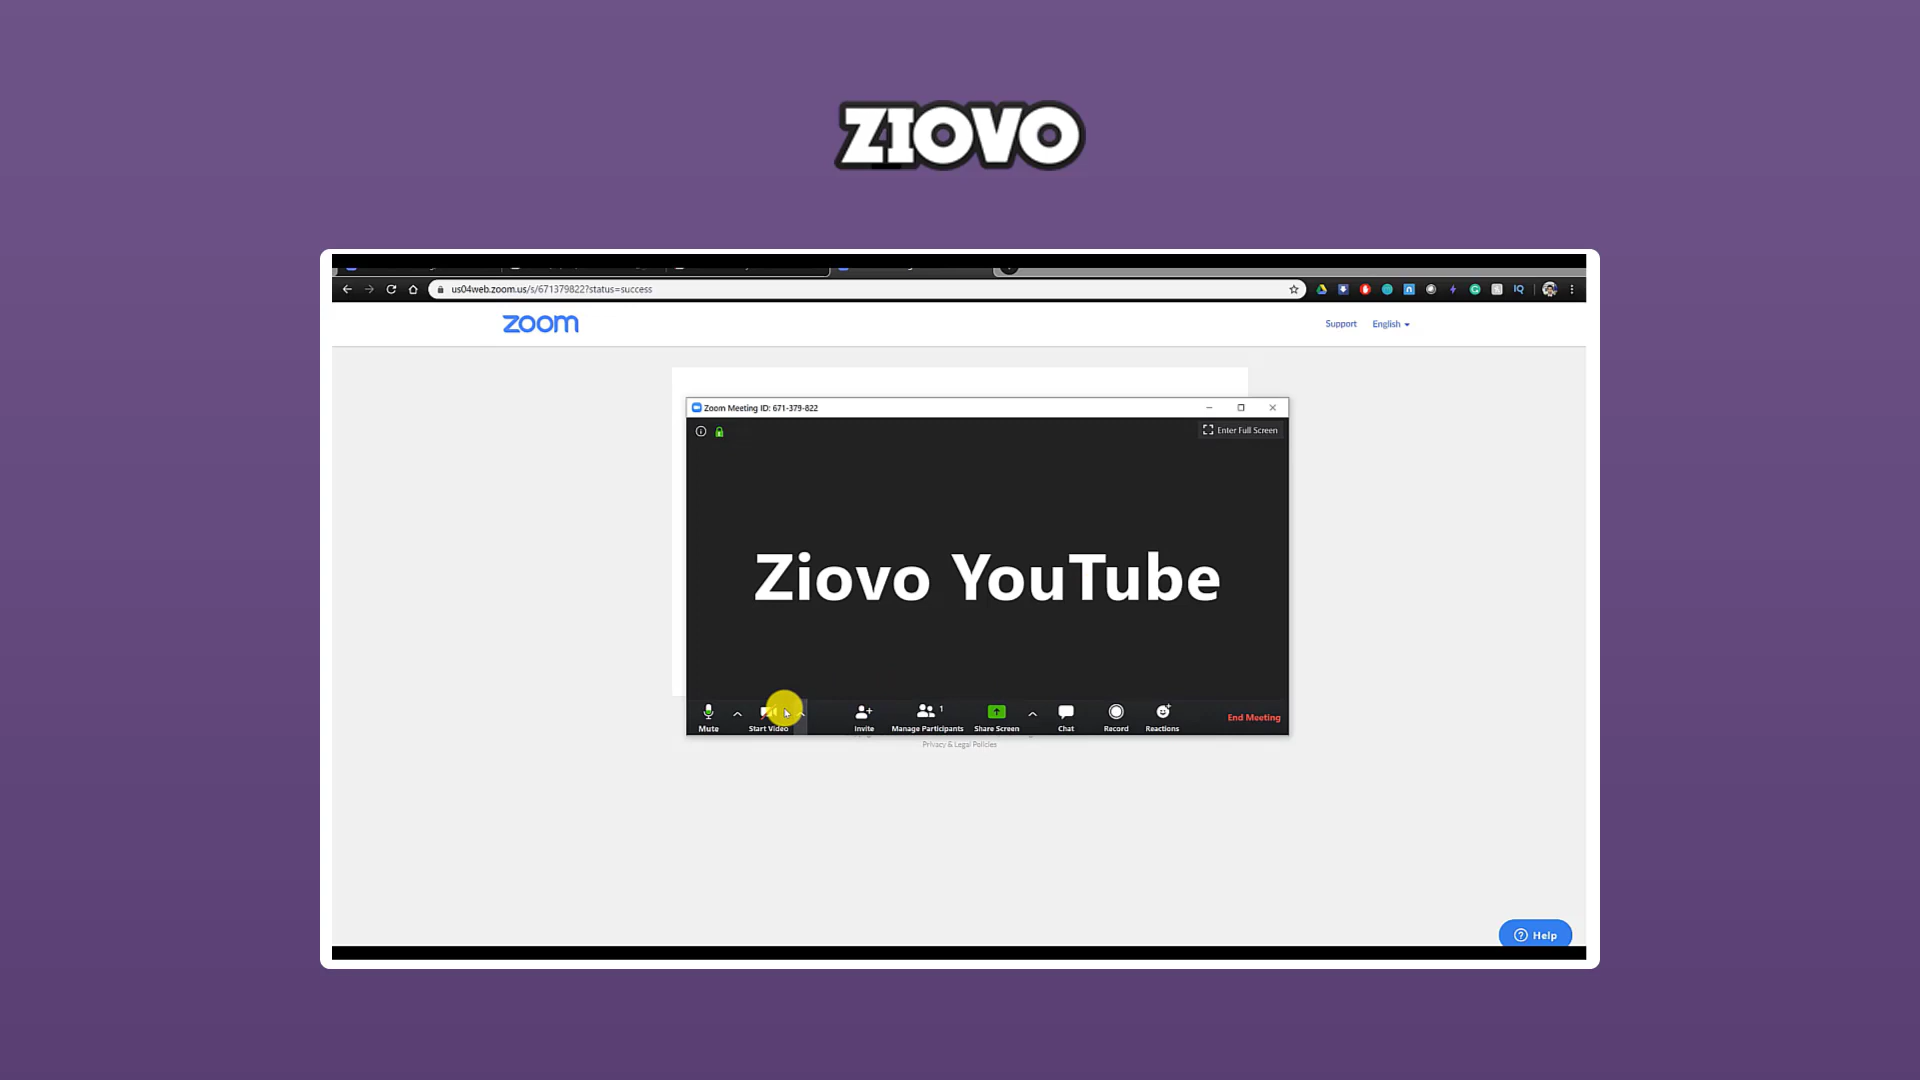 ZIOVO
us04web.zoom.us/s/671379822?status=success
IQ
zoom
Support
English
Zoom Meeting ID: 671-379-822
Enter Full Screen
Ziovo YouTube
1
Mute
Start Video
Invite
Manage Participants
Share Screen
Chat
Record
Reactions
End Meeting
Privacy & Legal Policies
Help